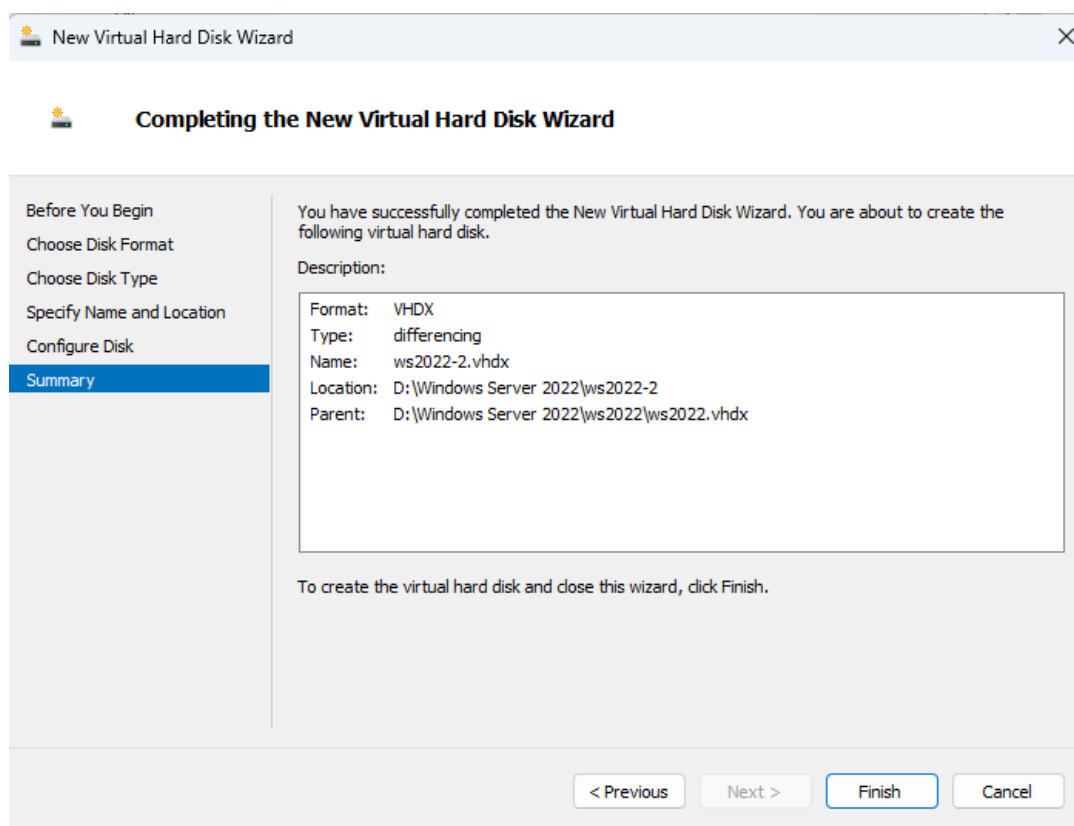 New Virtual Hard Disk Wizard
Completing the New Virtual Hard Disk Wizard
Before You Begin
Choose Disk Format
Choose Disk Type
Specify Name and Location
Configure Disk
Summary
You have successfully completed the New Virtual Hard Disk Wizard. You are about to create the
following virtual hard disk.
Description:
Format: VHDX
Type: differencing
Name: ws2022-2.vhdx
Location: D:\Windows Server 2022\ws2022-2
Parent: D:\Windows Server 2022\ws2022\ws2022.vhdx
To create the virtual hard disk and close this wizard, click Finish.
< Previous
Next >
Finish
Cancel